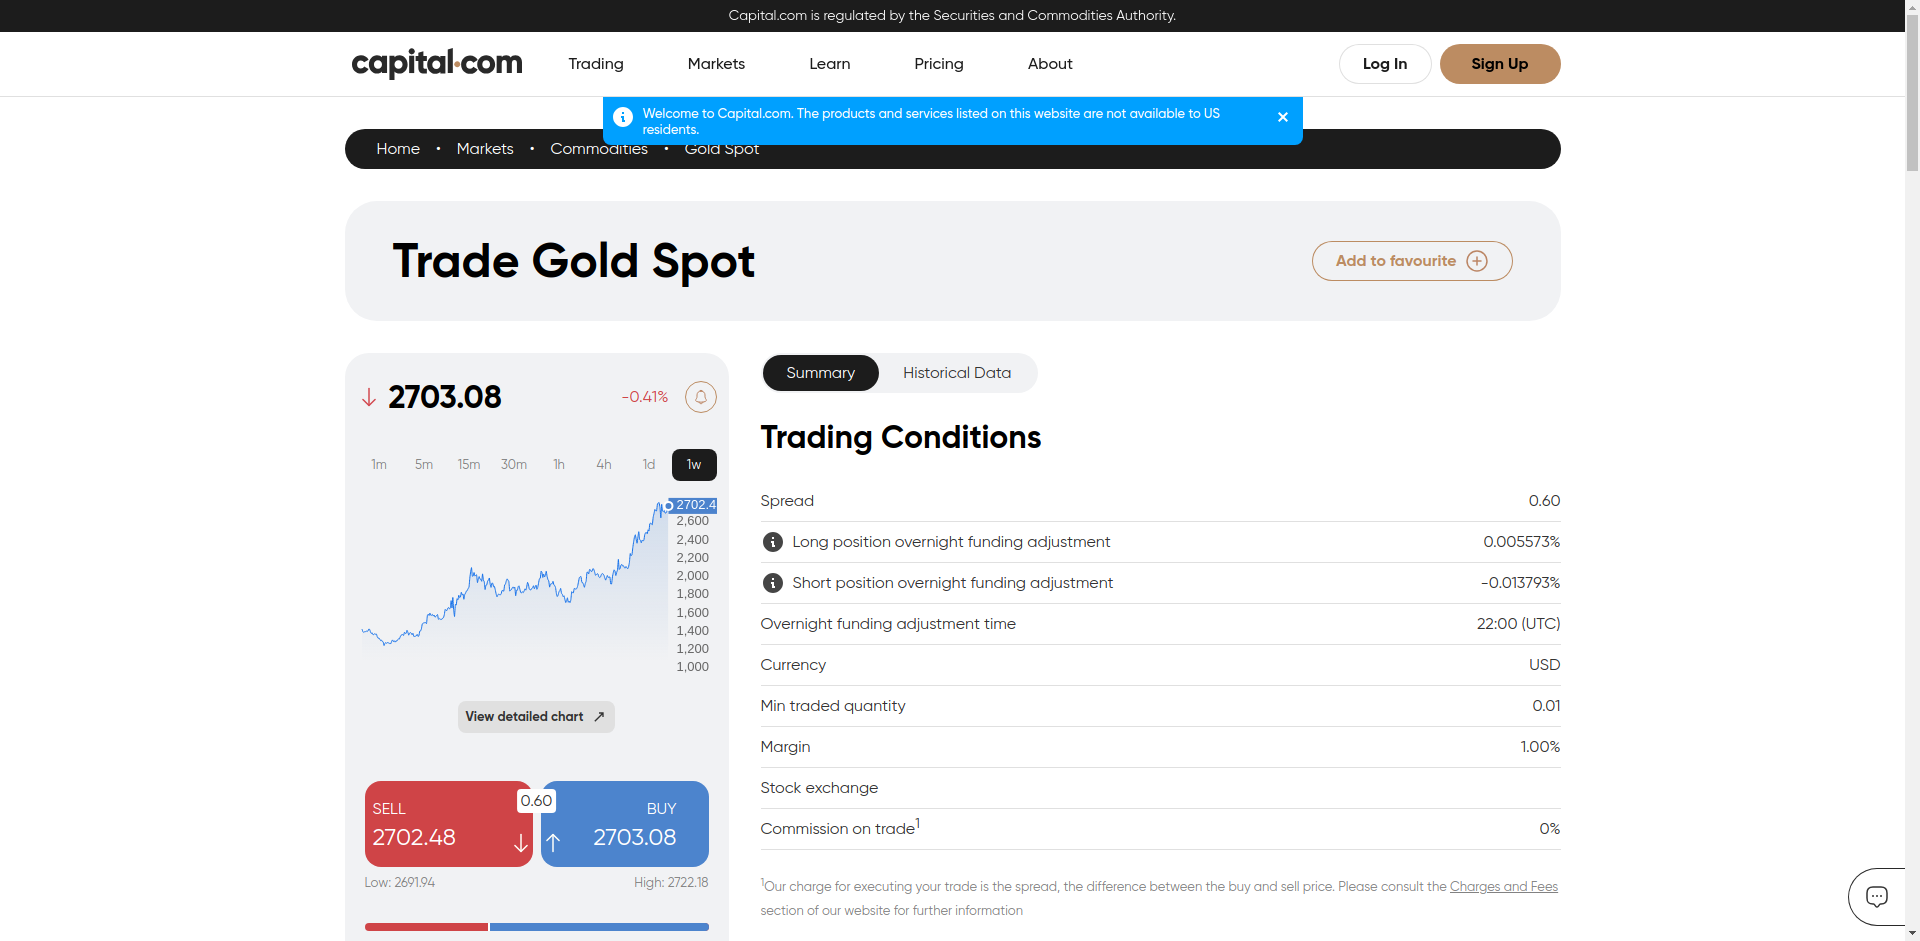 Capital.com is regulated by the Securities and Commodities Authority.
capital.com
Trading
Markets
Learn
Pricing
About
Log In
Sign Up
Welcome to Capital.com. The products and services listed on this website are not available to US
residents.
Home • Markets • Commodities • Gold Spot
Trade Gold Spot
Add to favourite
2703.08
-0.41%
1m 5m 15m 30m 1h 4h 1d 1w
2702.4
2,600
2,400
2,200
2,000
1,800
1,600
1,400
1,200
1,000
View detailed chart
SELL
2702.48
0.60
BUY
2703.08
Low: 2691.94
High: 2722.18
Summary
Historical Data
Trading Conditions
Spread 0.60
Long position overnight funding adjustment 0.005573%
Short position overnight funding adjustment -0.013793%
Overnight funding adjustment time 22:00 (UTC)
Currency USD
Min traded quantity 0.01
Margin 1.00%
Stock exchange
Commission on trade1 0%
1Our charge for executing your trade is the spread, the difference between the buy and sell price. Please consult the Charges and Fees
section of our website for further information